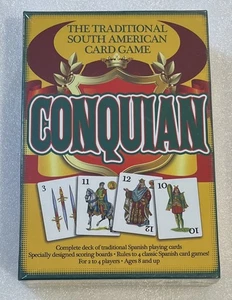 THE TRADITIONAL
SOUTH AMERICAN
CARD GAME
CONQUIAN
3
11
12
10
10
Complete deck of traditional Spanish playing cards
Specially designed scoring boards • Rules to 4 classic Spanish card games!
For 2 to 4 players • Ages 8 and up